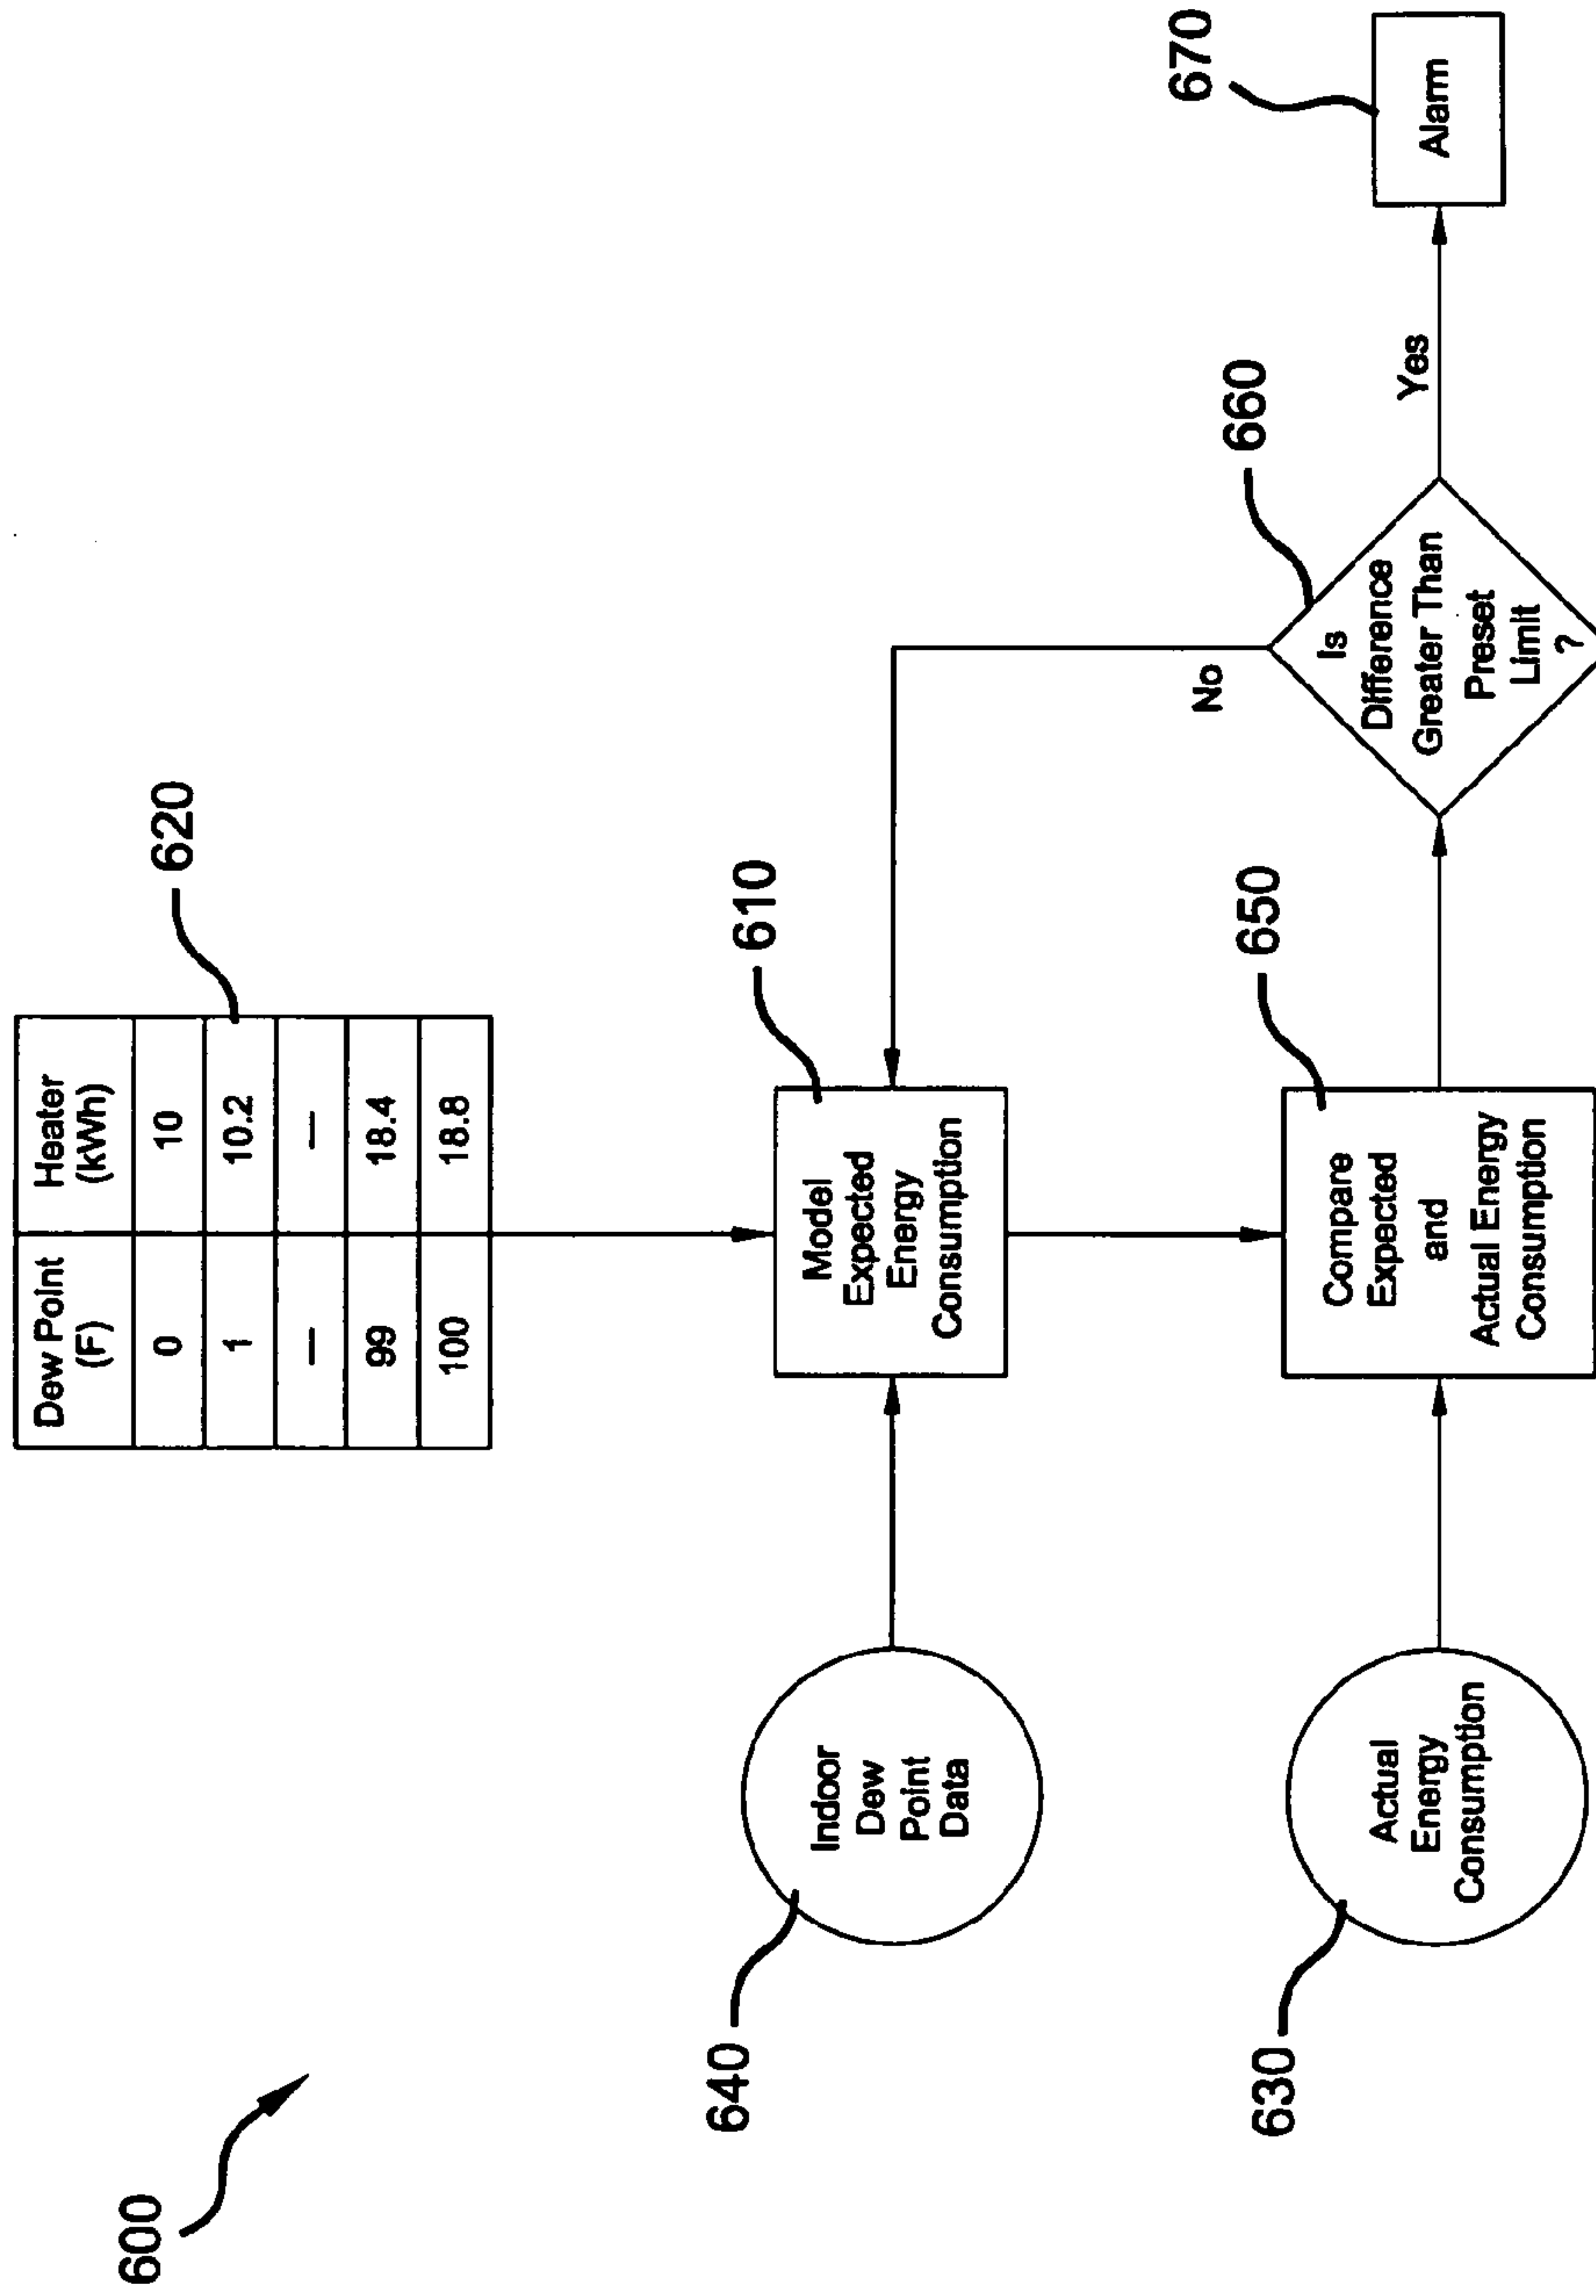 600
Dew Point
(F)
Heater
(kWh)
0
10
1
10.2
—
—
99
18.4
100
18.8
620
640
Indoor
Dew
Point
Data
610
Model
Expected
Energy
Consumption
630
Actual
Energy
Consumption
650
Compare
Expected
and
Actual Energy
Consumption
No
660
Is
Difference
Greater Than
Preset
Limit
?
Yes
670
Alarm